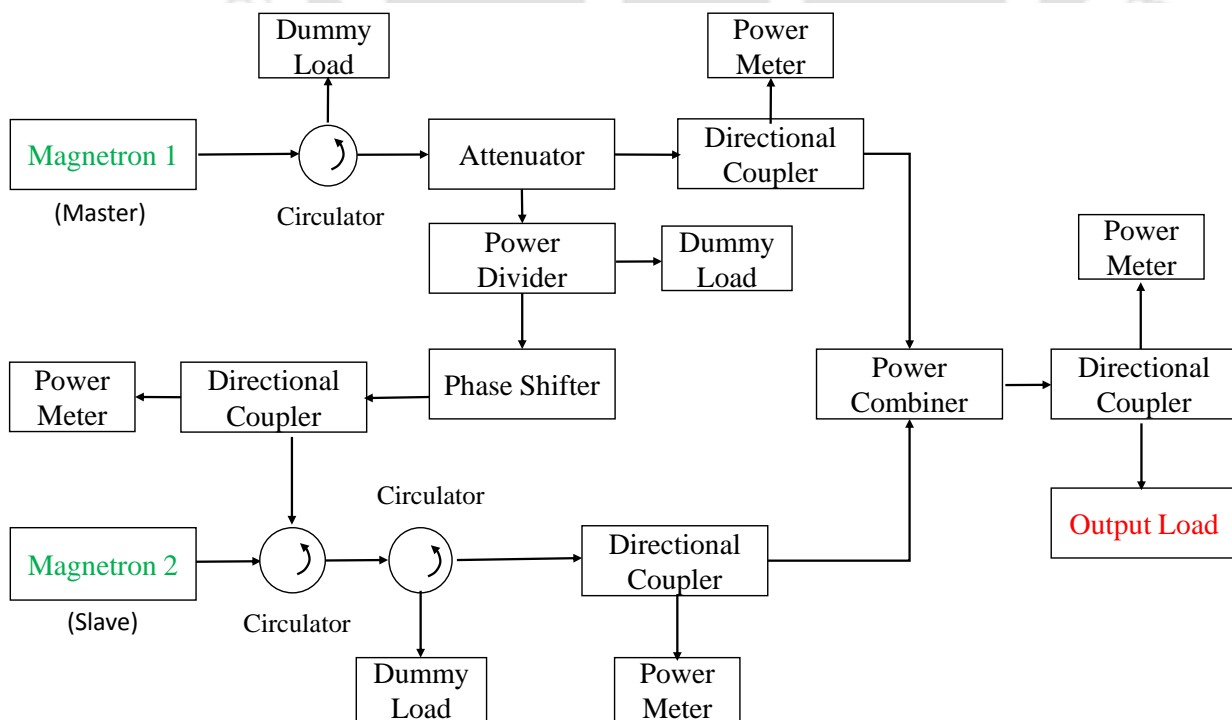 Dummy
Load
Power
Meter
Magnetron 1
(Master)
Circulator
Attenuator
Directional
Coupler
Power
Divider
Dummy
Load
Power
Meter
Power
Meter
Directional
Coupler
Phase Shifter
Power
Combiner
Directional
Coupler
Circulator
Magnetron 2
(Slave)
Circulator
Directional
Coupler
Output Load
Dummy
Load
Power
Meter